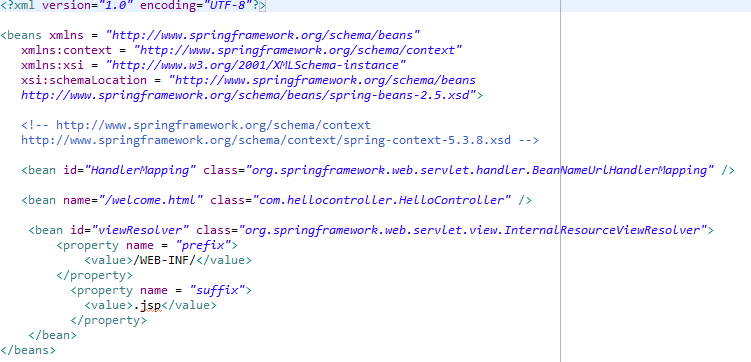 <?xml version="1.0" encoding="UTF-8"?>
<beans xmlns = "http://www.springframework.org/schema/beans"
xmlns:context = "http://www.springframework.org/schema/context"
xmlns:xsi = "http://www.w3.org/2001/XMLSchema-instance"
xsi:schemaLocation = "http://www.springframework.org/schema/beans
http://www.springframework.org/schema/beans/spring-beans-2.5.xsd">
<!-- http://www.springframework.org/schema/context
http://www.springframework.org/schema/context/spring-context-5.3.8.xsd -->
<bean id="HandlerMapping" class="org.springframework.web.servlet.handler.BeanNameUrlHandlerMapping" />
<bean name="/welcome.html" class="com.hellocontroller.HelloController" />
<bean id="viewResolver" class="org.springframework.web.servlet.view.InternalResourceViewResolver">
<property name = "prefix">
<value>/WEB-INF/</value>
</property>
<property name = "suffix">
<value>.jsp</value>
</property>
</bean>
</beans>